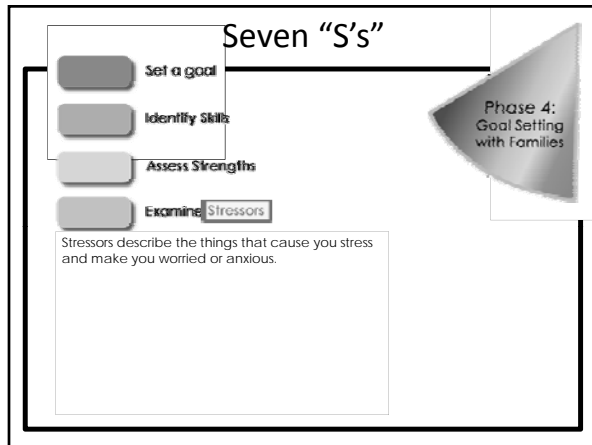 Seven “S’s”
Set a goal
Identify Skills
Assess Strengths
Examine Stressors
Stressors describe the things that cause you stress
and make you worried or anxious.
Phase 4:
Goal Setting
with Families